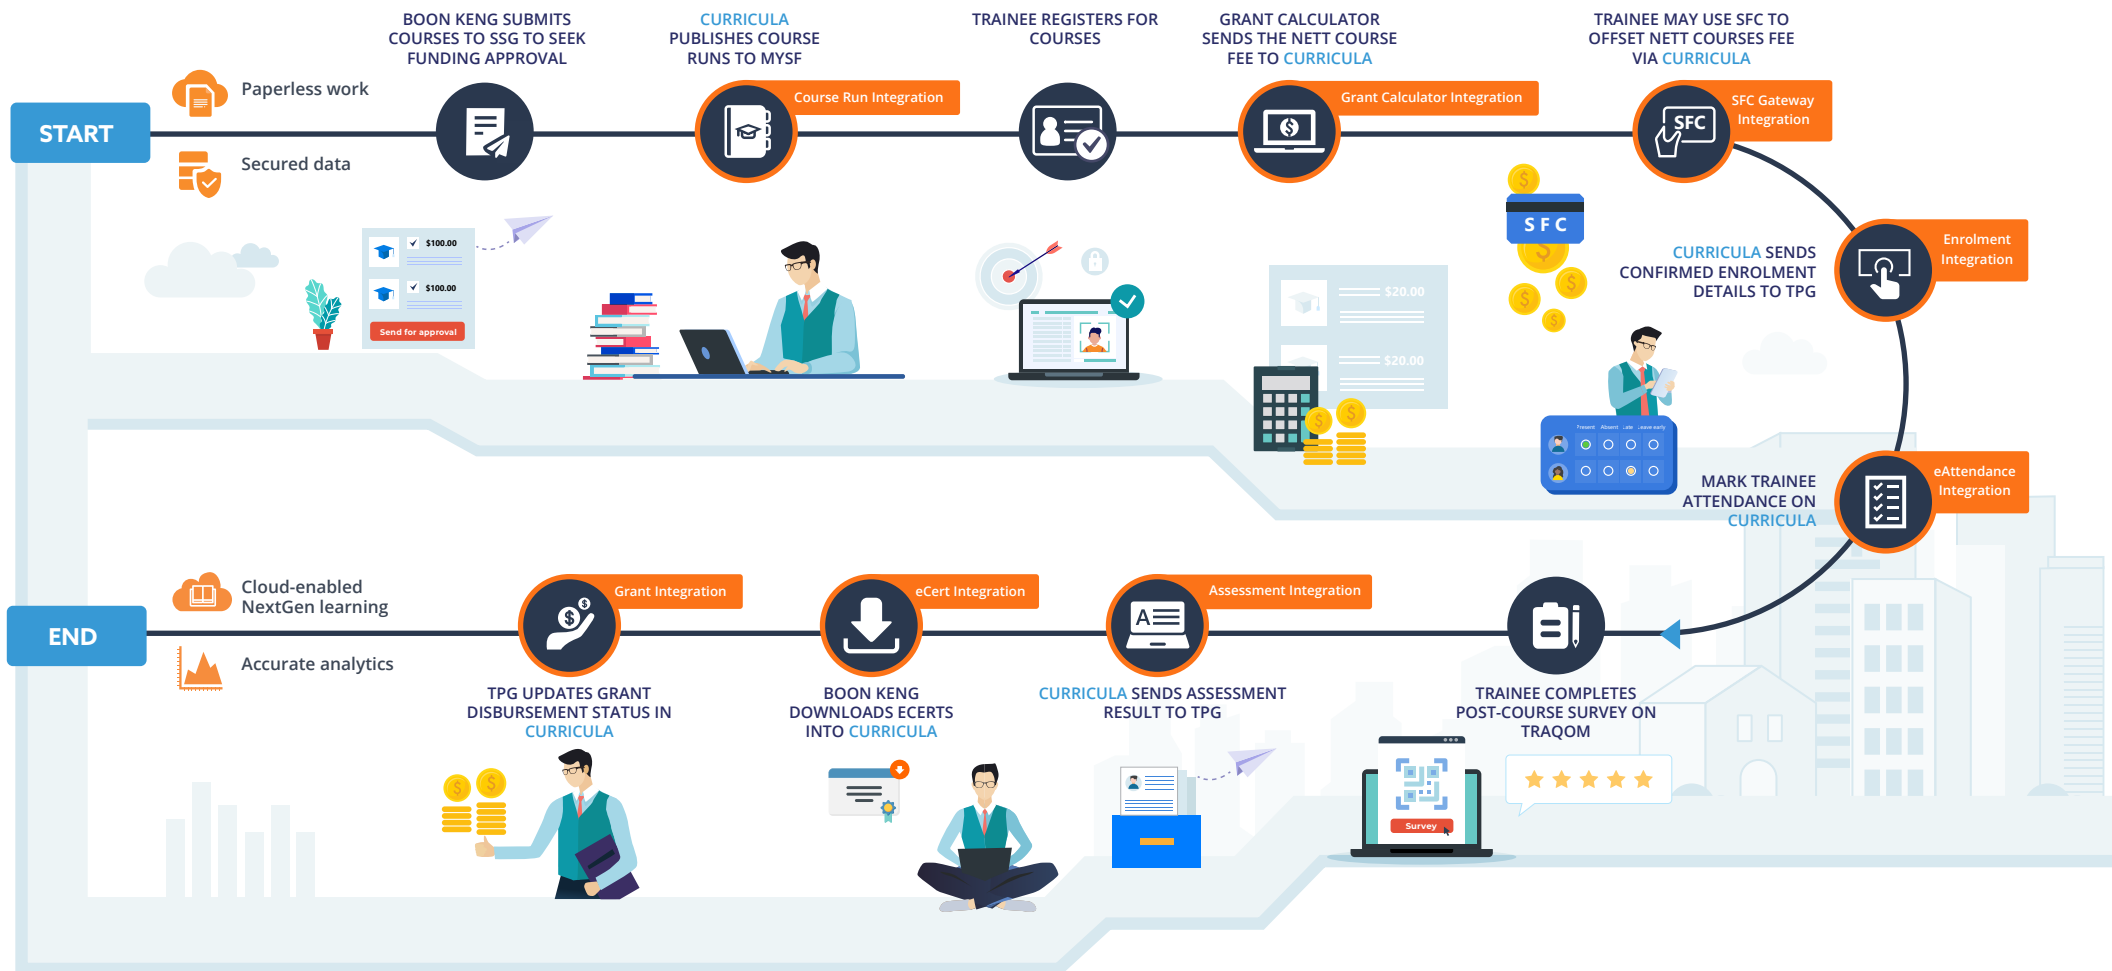 START
Paperless work
Secured data
BOON KENG SUBMITS
COURSES TO SSG TO SEEK
FUNDING APPROVAL
CURRICULA
PUBLISHES COURSE
RUNS TO MYSF
Course Run Integration
TRAINEE REGISTERS FOR
COURSES
GRANT CALCULATOR
SENDS THE NETT COURSE
FEE TO CURRICULA
Grant Calculator Integration
TRAINEE MAY USE SFC TO
OFFSET NETT COURSES FEE
VIA CURRICULA
SFC
SFC Gateway
Integration
$100.00
$100.00
Send for approval
$20.00
$20.00
SFC
CURRICULA SENDS
CONFIRMED ENROLMENT
DETAILS TO TPG
Enrolment
Integration
Present Absent Late Leave early
MARK TRAINEE
ATTENDANCE ON
CURRICULA
eAttendance
Integration
TRAINEE COMPLETES
POST-COURSE SURVEY ON
TRAQOM
Survey
Assessment Integration
A
CURRICULA SENDS ASSESSMENT
RESULT TO TPG
eCert Integration
BOON KENG
DOWNLOADS ECERTS
INTO CURRICULA
Grant Integration
TPG UPDATES GRANT
DISBURSEMENT STATUS IN
CURRICULA
Cloud-enabled
NextGen learning
Accurate analytics
END